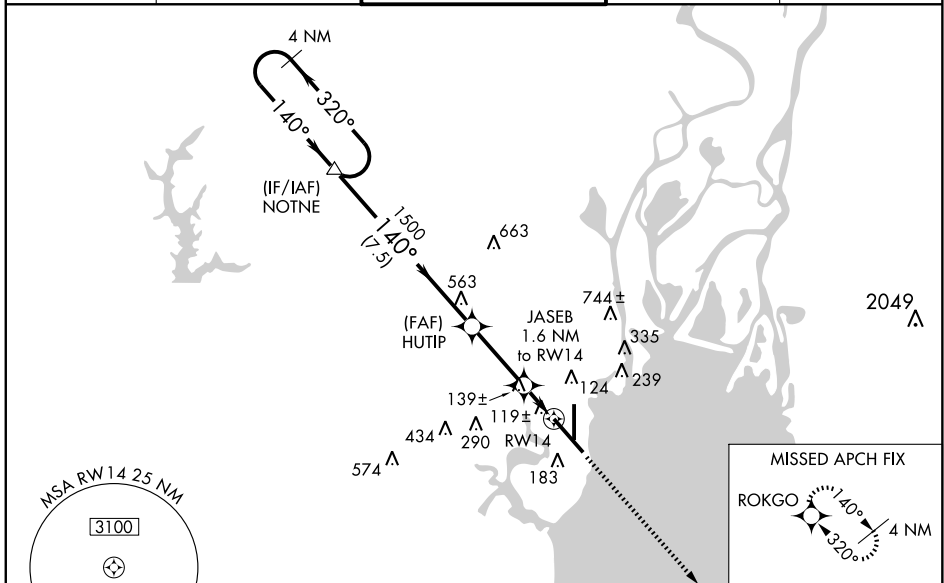 4 NM
320°
140°
(IF/IAF)
NOTNE
1500
140°
(7.5)
663
563
744±
2049
(FAF)
HUTIP
JASEB
1.6 NM
to RW14
335
239
124
139±
119±
434
290
RW14
574
183
MISSED APCH FIX
ROKGO
140°
4 NM
320°
MSA RW14 25 NM
3100